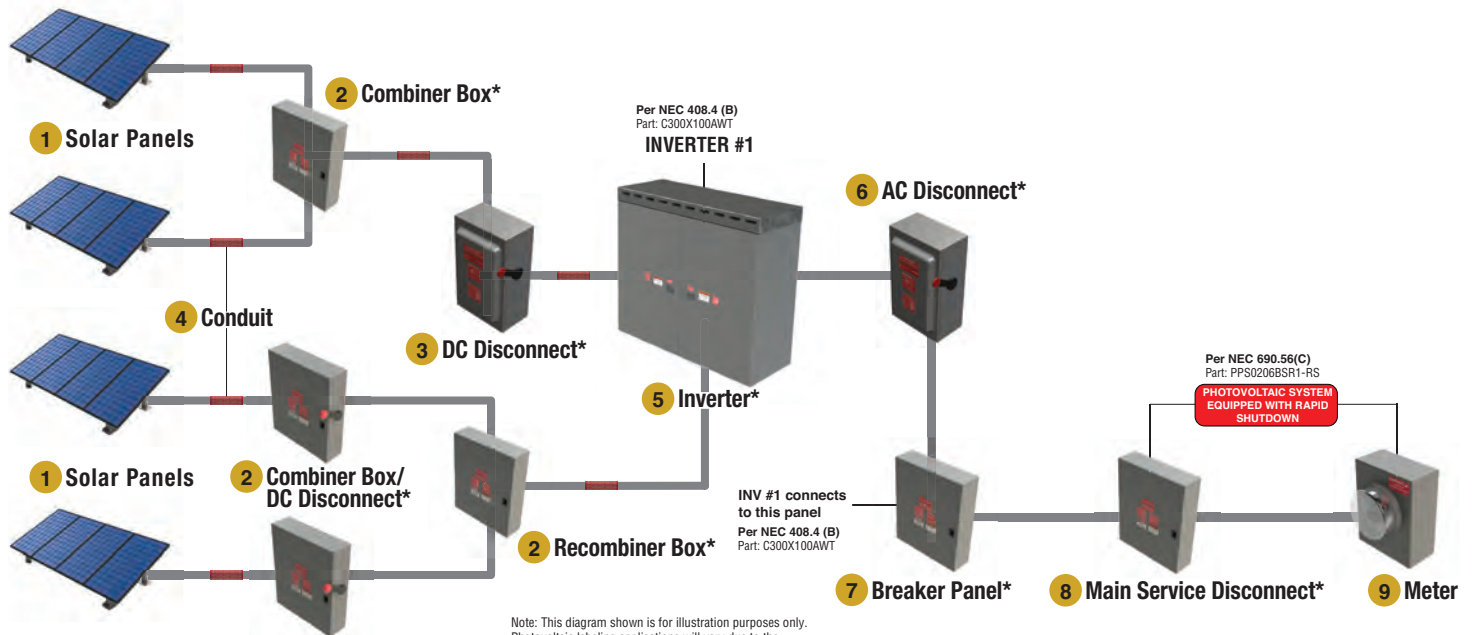 2 Combiner Box*
1 Solar Panels
Per NEC 408.4 (B)
Part: C300X100AWT
INVERTER #1
6 AC Disconnect*
4 Conduit
3 DC Disconnect*
5 Inverter*
Per NEC 690.56(C)
Part: PPS0206BSR1-RS
PHOTOVOLTAIC SYSTEM
EQUIPPED WITH RAPID
SHUTDOWN
1 Solar Panels
2 Combiner Box/
DC Disconnect*
2 Recombiner Box*
INV #1 connects
to this panel
Per NEC 408.4 (B)
Part: C300X100AWT
7 Breaker Panel*
8 Main Service Disconnect*
9 Meter
Note: This diagram shown is for illustration purposes only.